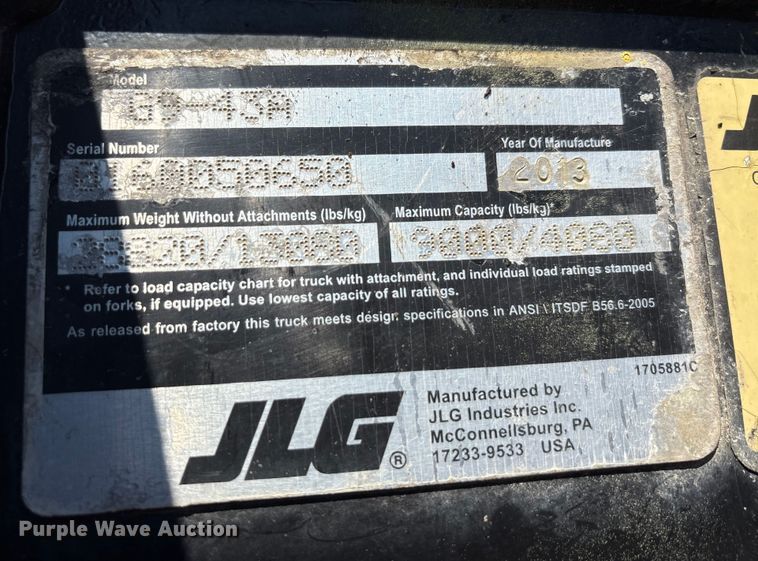 Model
G9-43A
Serial Number
0160050650
Year Of Manufacture
2013
Maximum Weight Without Attachments (lbs/kg)
Maximum Capacity (lbs/kg)*
9000/4080
* Refer to load capacity chart for truck with attachment, and individual load ratings stamped
on forks, if equipped. Use lowest capacity of all ratings.
As released from factory this truck meets design specifications in ANSI \ ITSDF B56.6-2005
1705881C
JLG®
Manufactured by
JLG Industries Inc.
McConnellsburg, PA
17233-9533 USA
Purple Wave Auction